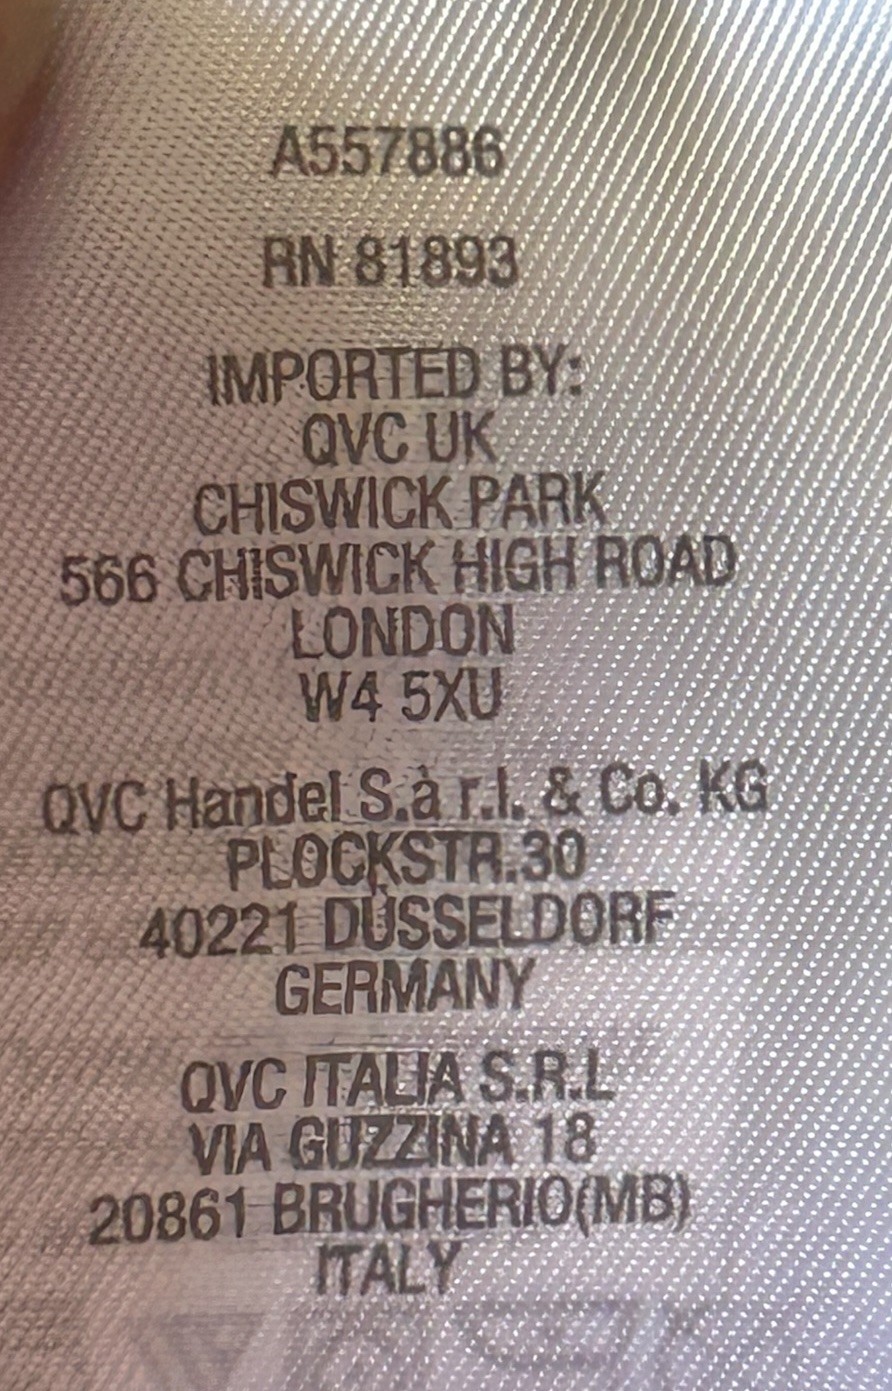 A557886
RN 81893
IMPORTED BY:
QVC UK
CHISWICK PARK
566 CHISWICK HIGH ROAD
LONDON
W4 5XU
QVC Handel S.à r.l. & Co. KG
PLOCKSTR.30
40221 DÜSSELDORF
GERMANY
QVC ITALIA S.R.L
VIA GUZZINA 18
20861 BRUGHERIO(MB)
ITALY